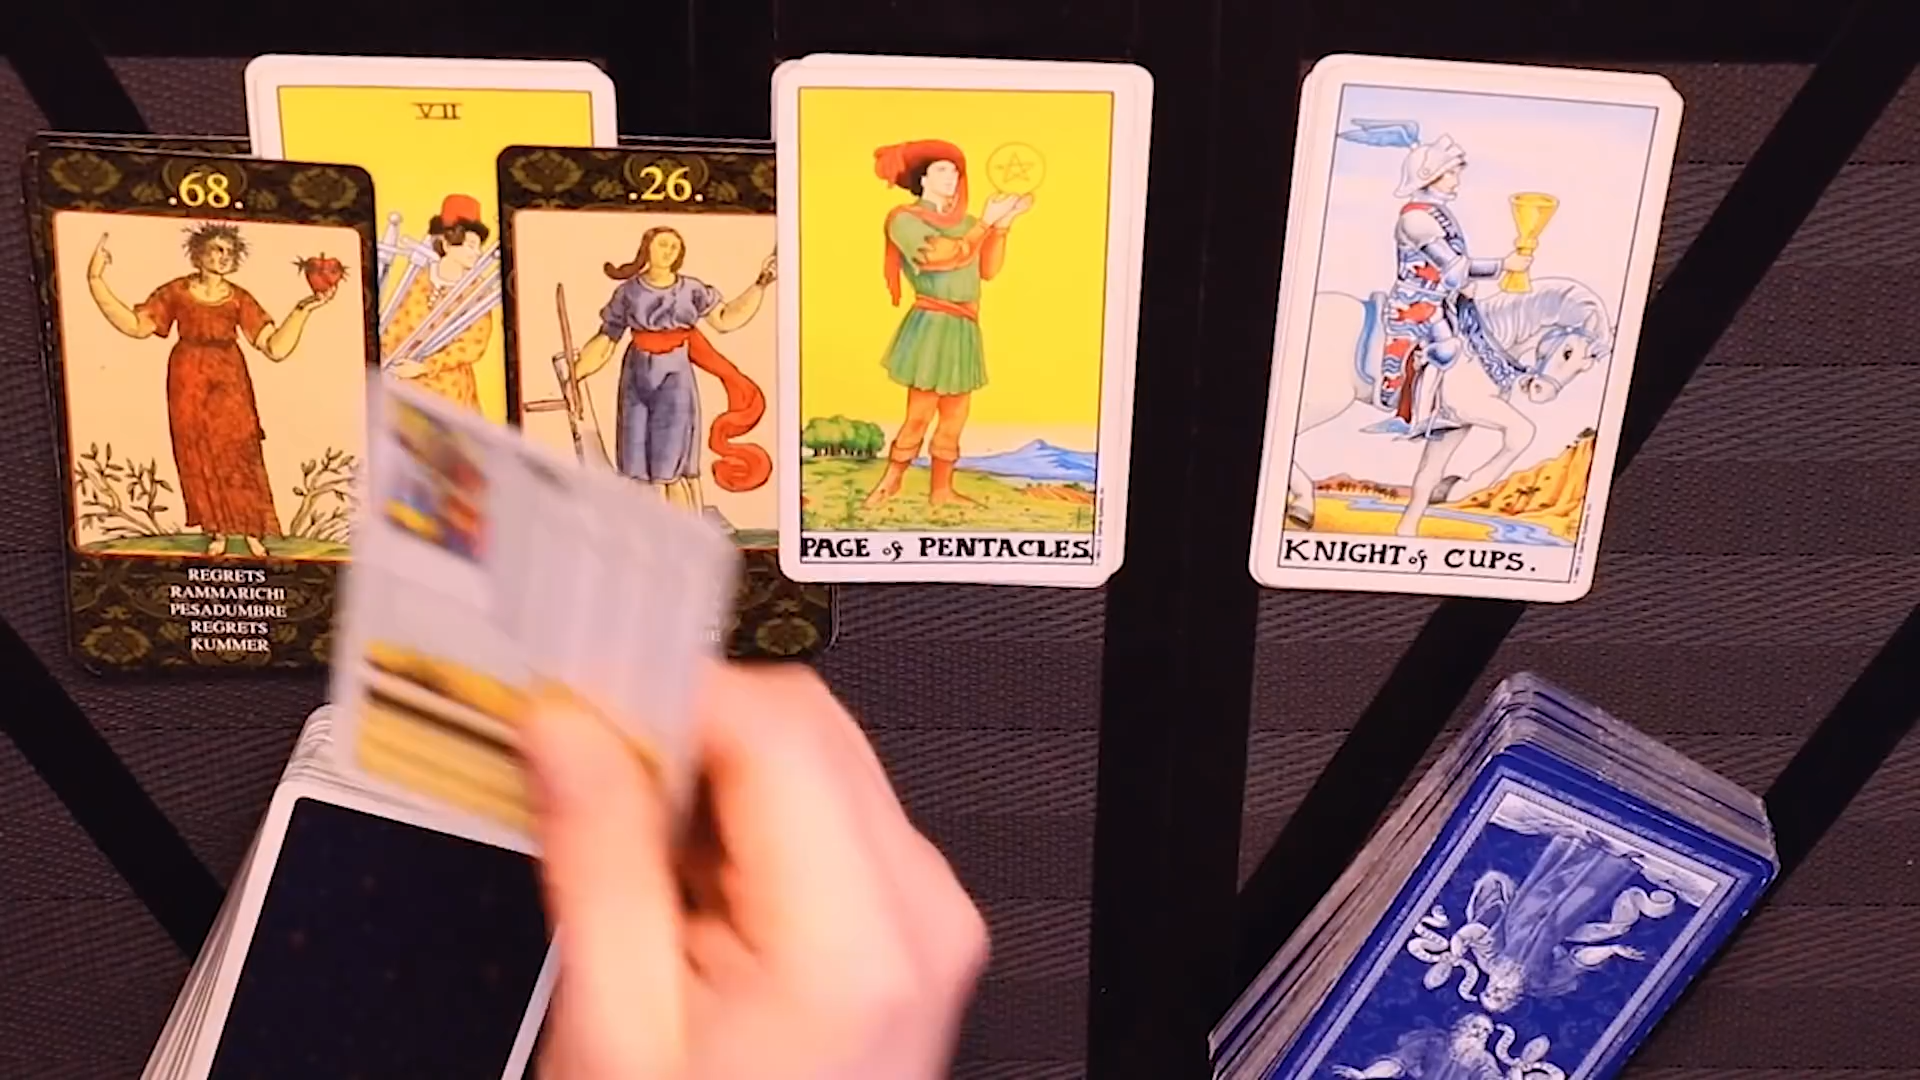 VII
.68.
.26.
REGRETS
RAMMARICHI
PESADUMBRE
REGRETS
KUMMER
PAGE of PENTACLES.
KNIGHT of CUPS.